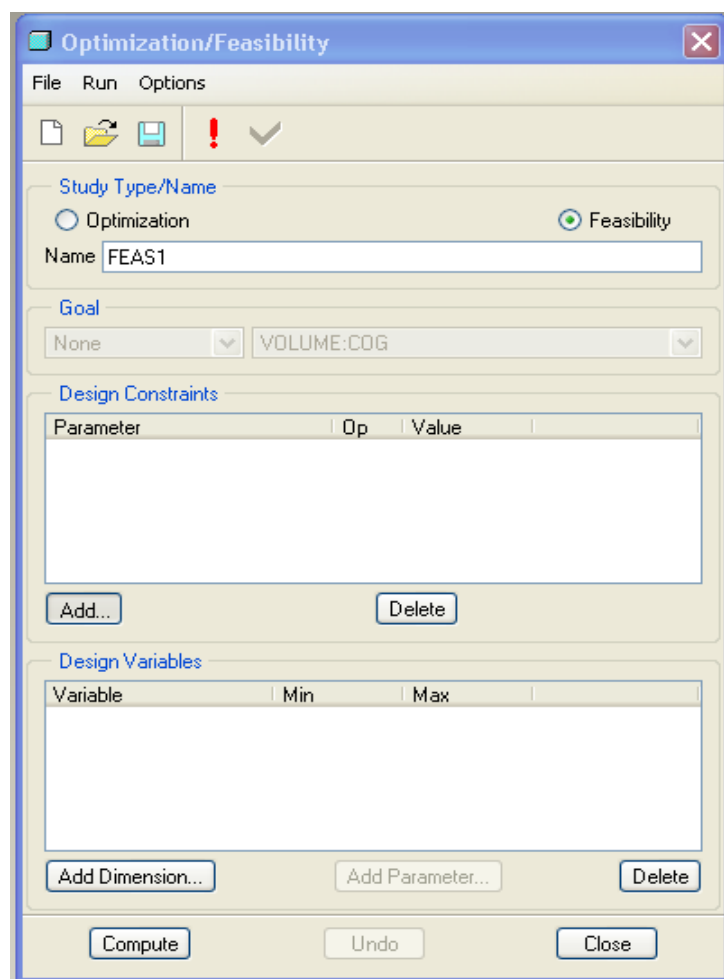 Optimization/Feasibility
File Run Options
Study Type/Name
Optimization Feasibility
Name FEAS1
Goal
None VOLUME:COG
Design Constraints
Parameter Op Value
Add... Delete
Design Variables
Variable Min Max
Add Dimension... Add Parameter... Delete
Compute Undo Close